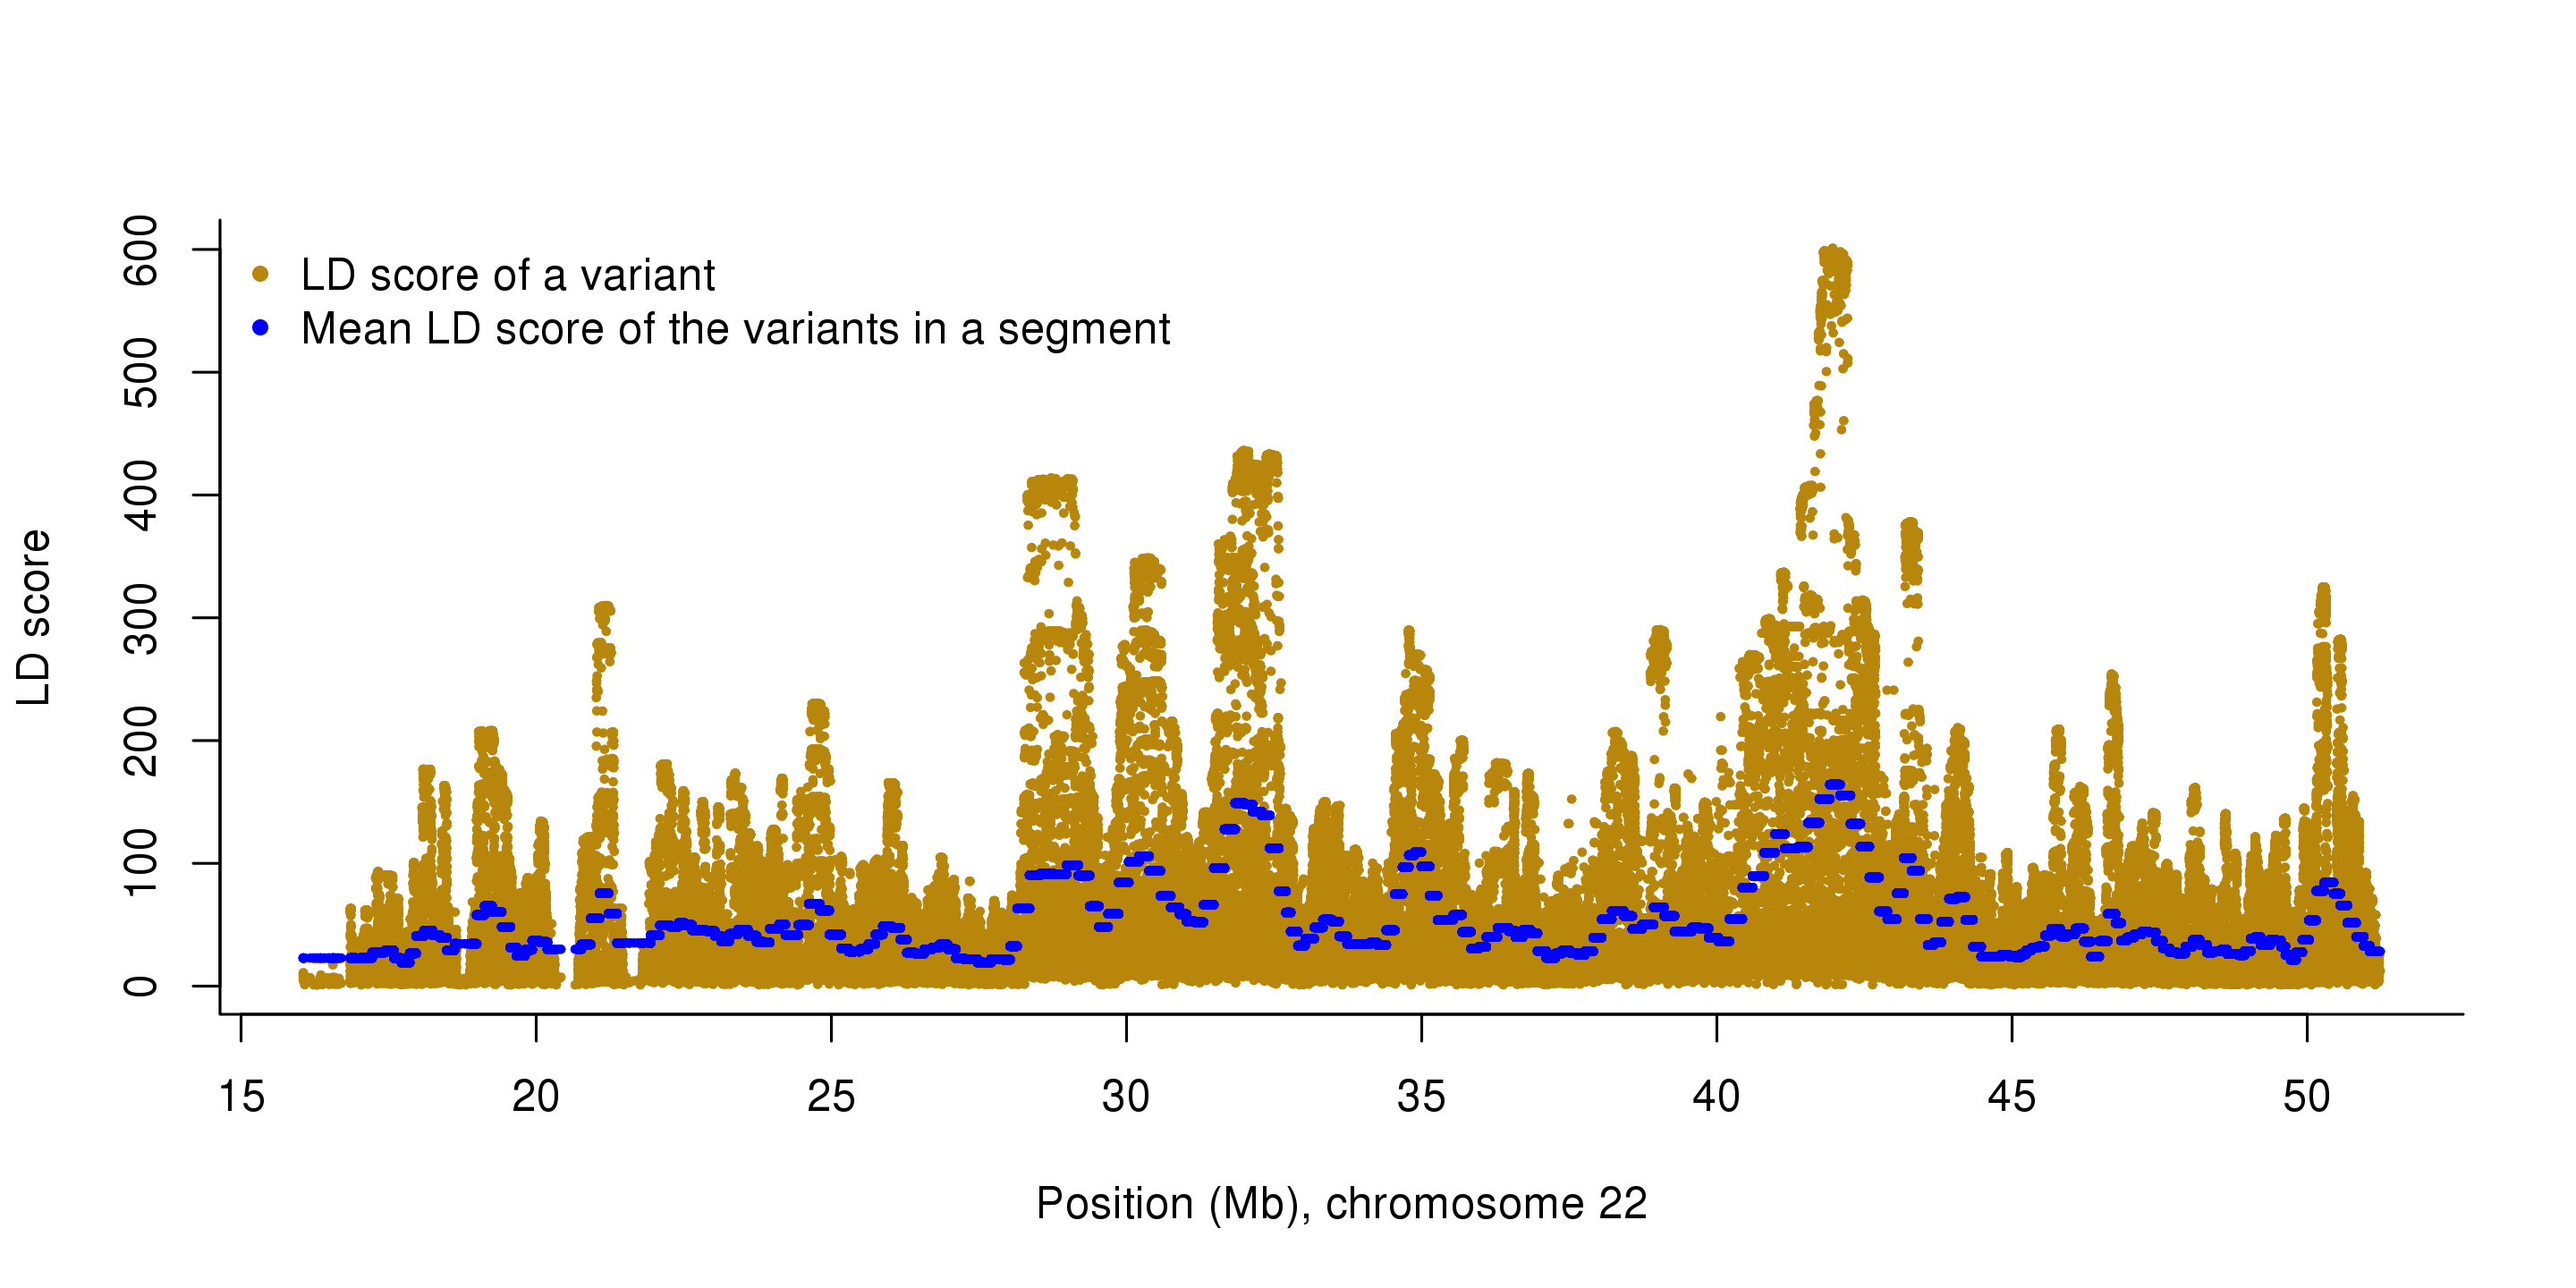 LD score of a variant
Mean LD score of the variants in a segment
LD score
0 100 200 300 400 500 600
15 20 25 30 35 40 45 50
Position (Mb), chromosome 22